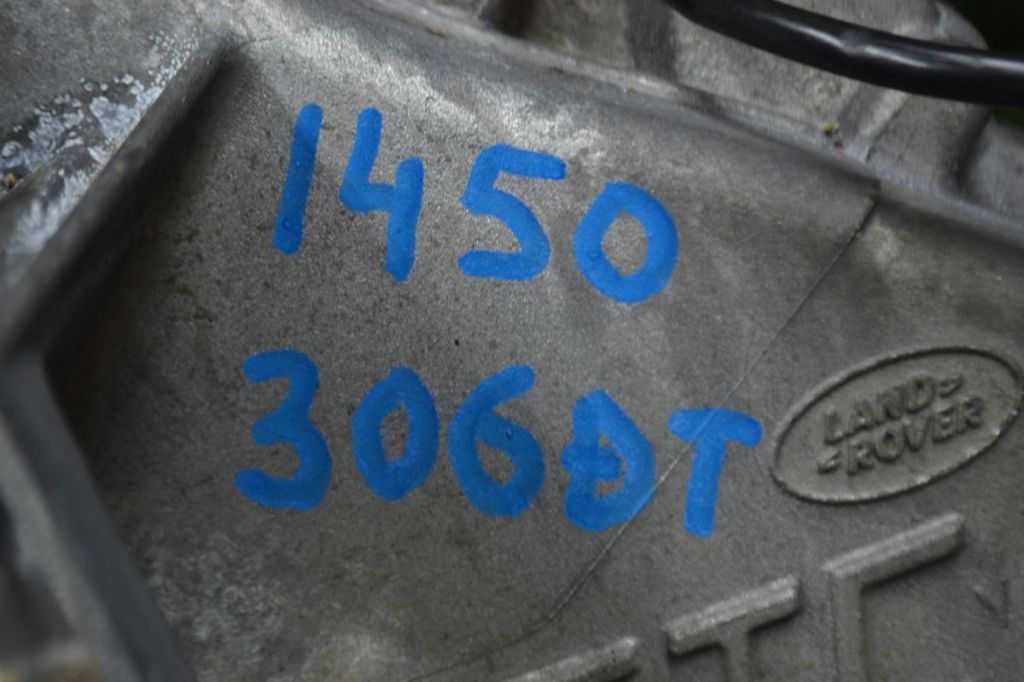 1450
306DT
LAND
ROVER